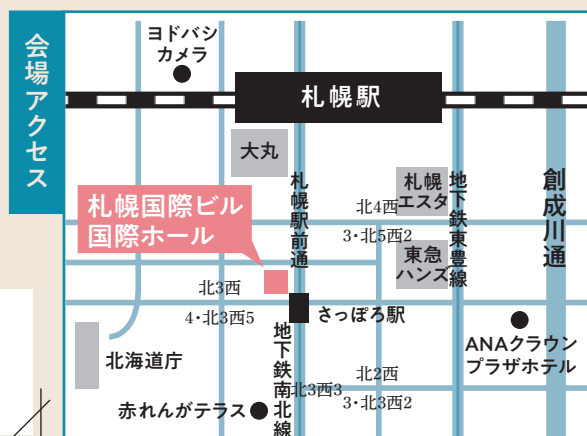 会場アクセス
ヨドバシ
カメラ
札幌駅
大丸
札幌
エスタ
札幌駅前通
地下鉄東豊線
創成川通
札幌国際ビル
国際ホール
北4西
3・北5西2
東急
ハンズ
北3西
4・北3西5
さっぽろ駅
ANAクラウン
プラザホテル
北海道庁
地下鉄南北線
北3西3
北2西
3・北3西2
赤れんがテラス